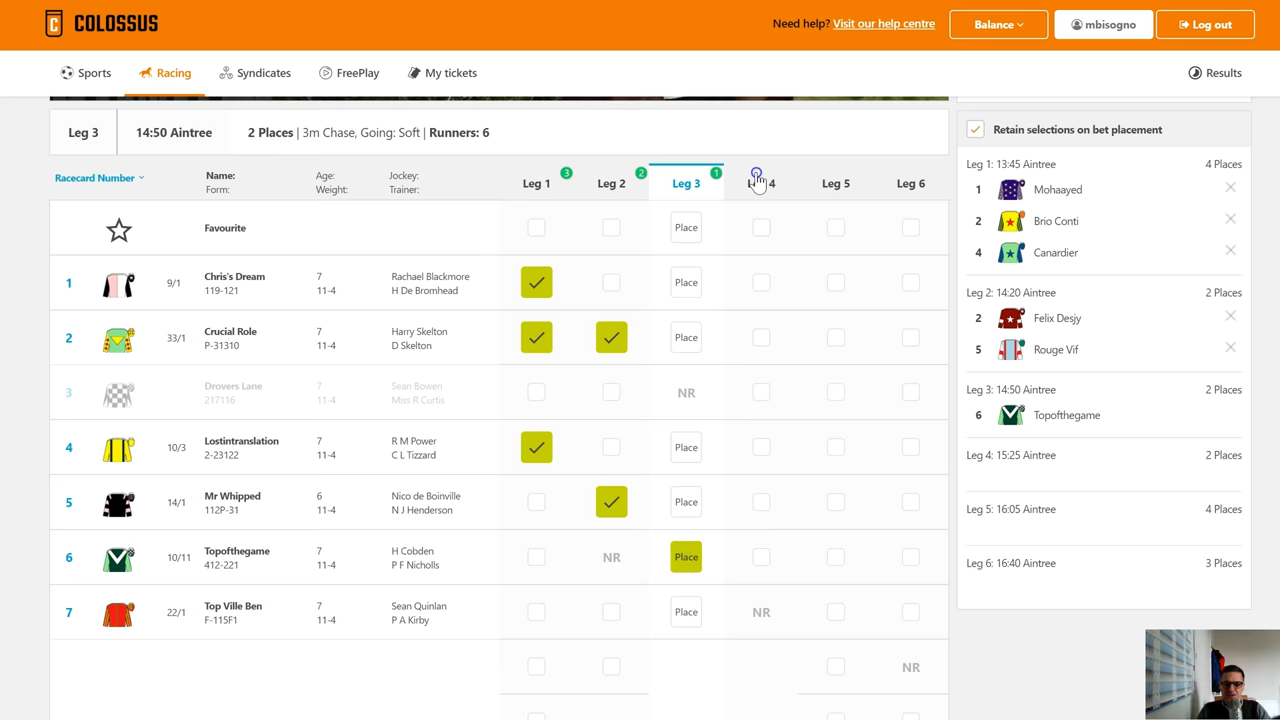 C COLOSSUS
Need help? Visit our help centre
Balance
mbisogno
Log out
Sports
Racing
Syndicates
FreePlay
My tickets
Results
Leg 3
14:50 Aintree
2 Places | 3m Chase, Going: Soft | Runners: 6
Racecard Number
Name:
Form:
Age:
Weight:
Jockey:
Trainer:
Leg 1 3
Leg 2 2
Leg 3 1
4
Leg 5
Leg 6
Favourite
Place
1
9/1
Chris's Dream
119-121
7
11-4
Rachael Blackmore
H De Bromhead
Place
2
33/1
Crucial Role
P-31310
7
11-4
Harry Skelton
D Skelton
Place
3
Drovers Lane
217116
7
11-4
Sean Bowen
Miss R Curtis
NR
4
10/3
Lostintranslation
2-23122
7
11-4
R M Power
C L Tizzard
Place
5
14/1
Mr Whipped
112P-31
6
11-4
Nico de Boinville
N J Henderson
Place
6
10/11
Topofthegame
412-221
7
11-4
H Cobden
P F Nicholls
NR
Place
7
22/1
Top Ville Ben
F-115F1
7
11-4
Sean Quinlan
P A Kirby
Place
NR
NR
Retain selections on bet placement
Leg 1: 13:45 Aintree 4 Places
1 Mohaayed
2 Brio Conti
4 Canardier
Leg 2: 14:20 Aintree 2 Places
2 Felix Desjy
5 Rouge Vif
Leg 3: 14:50 Aintree 2 Places
6 Topofthegame
Leg 4: 15:25 Aintree 2 Places
Leg 5: 16:05 Aintree 4 Places
Leg 6: 16:40 Aintree 3 Places